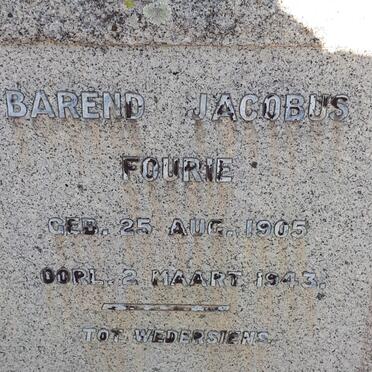 BAREND JACOBUS
FOURIE
GEB. 25 AUG. 1905
OORL. 2 MAART 1943.
TOT WEDERSIENS.